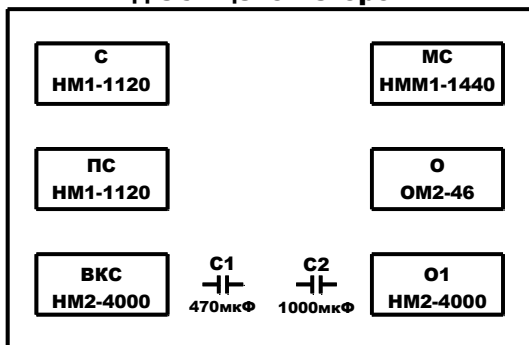 С
НМ1-1120
МС
НММ1-1440
ПС
НМ1-1120
О
ОМ2-46
ВКС
НМ2-4000
С1
470мкФ
С2
1000мкФ
О1
НМ2-4000